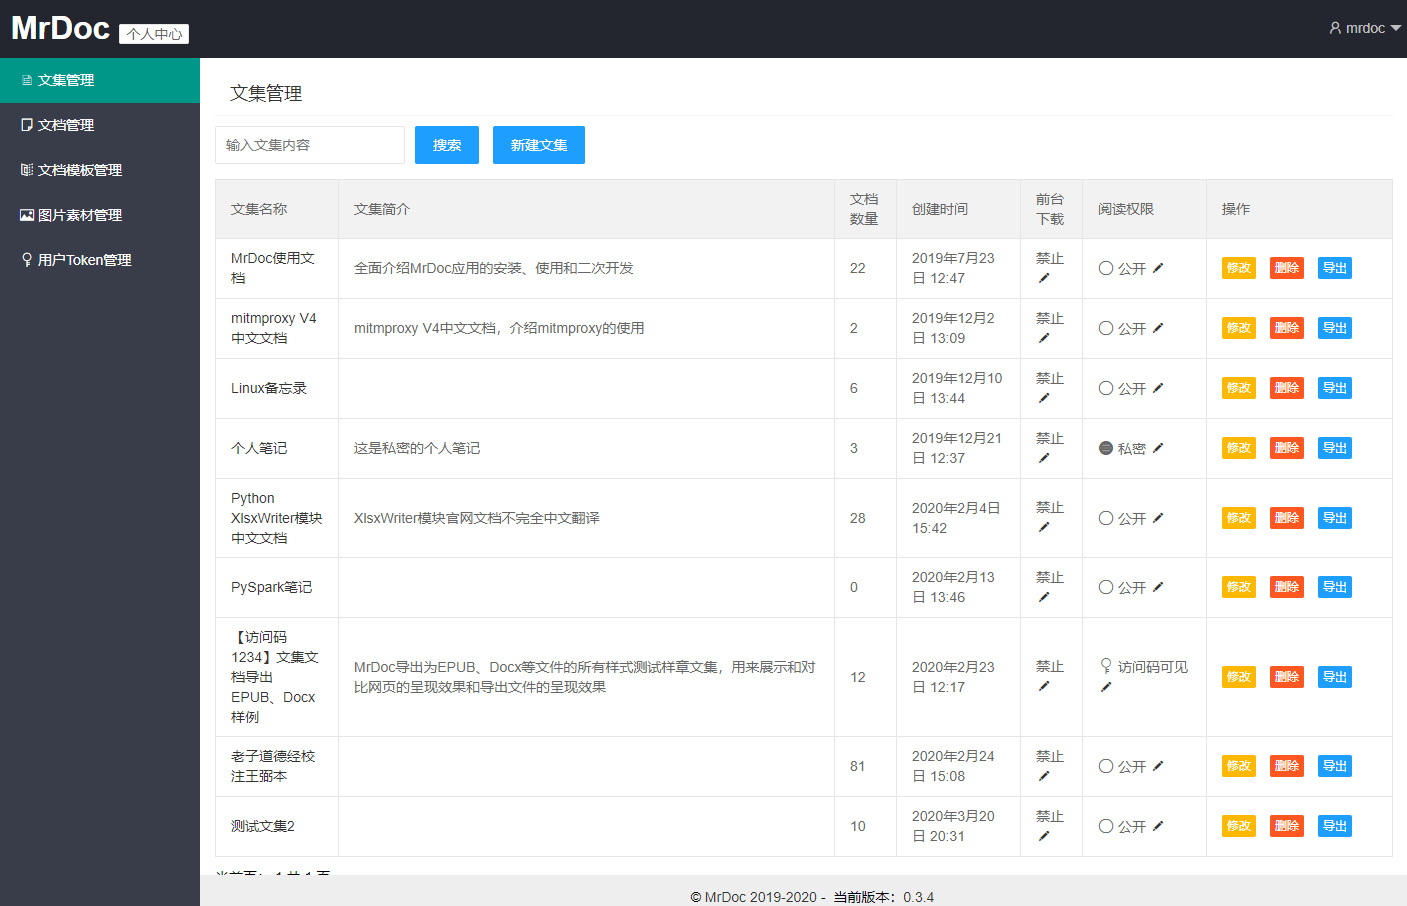 MrDoc 个人中心
mrdoc
文集管理
文档管理
文档模板管理
图片素材管理
用户Token管理
文集管理
输入文集内容 搜索 新建文集
文集名称 文集简介 文档数量 创建时间 前台下载 阅读权限 操作
MrDoc使用文档 全面介绍MrDoc应用的安装、使用和二次开发 22 2019年7月23日 12:47 禁止 公开 修改 删除 导出
mitmproxy V4中文文档 mitmproxy V4中文文档，介绍mitmproxy的使用 2 2019年12月2日 13:09 禁止 公开 修改 删除 导出
Linux备忘录 6 2019年12月10日 13:44 禁止 公开 修改 删除 导出
个人笔记 这是私密的个人笔记 3 2019年12月21日 12:37 禁止 私密 修改 删除 导出
Python XlsxWriter模块中文文档 XlsxWriter模块官网文档不完全中文翻译 28 2020年2月4日 15:42 禁止 公开 修改 删除 导出
PySpark笔记 0 2020年2月13日 13:46 禁止 公开 修改 删除 导出
【访问码1234】文集文档导出EPUB、Docx样例 MrDoc导出为EPUB、Docx等文件的所有样式测试样章文集，用来展示和对比网页的呈现效果和导出文件的呈现效果 12 2020年2月23日 12:17 禁止 访问码可见 修改 删除 导出
老子道德经校注王弼本 81 2020年2月24日 15:08 禁止 公开 修改 删除 导出
测试文集2 10 2020年3月20日 20:31 禁止 公开 修改 删除 导出
当前页： 1 共 1 页
© MrDoc 2019-2020 - 当前版本：0.3.4